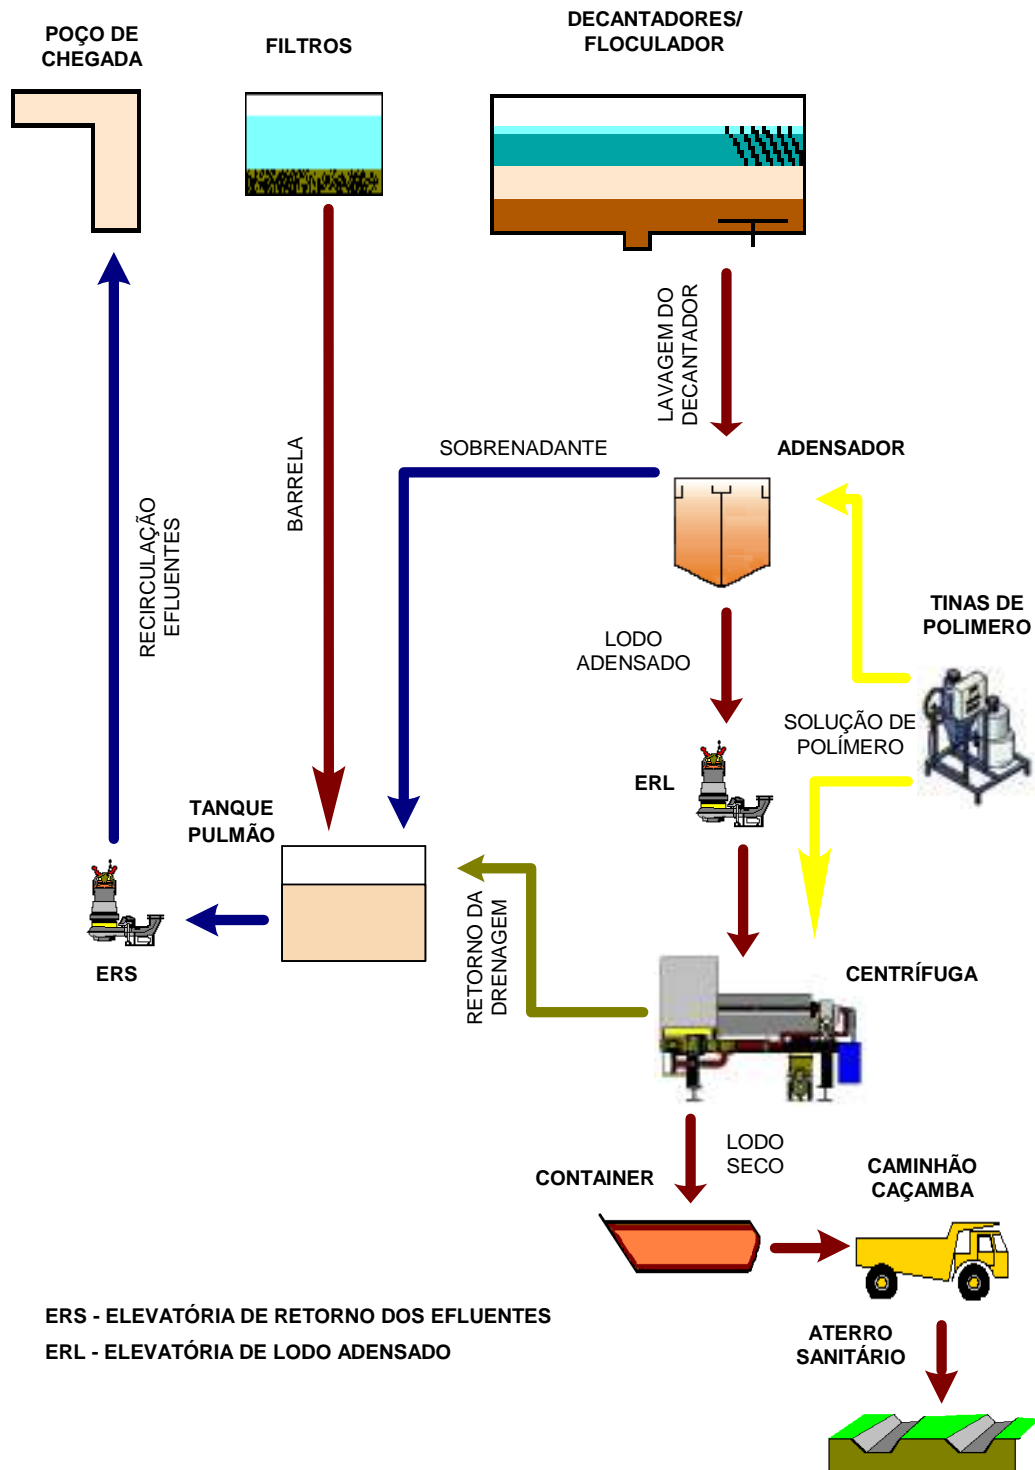 POÇO DE
CHEGADA
FILTROS
DECANTADORES/
FLOCULADOR
LAVAGEM DO
DECANTADOR
SOBRENADANTE
ADENSADOR
BARRELA
RECIRCULAÇÃO
EFLUENTES
TINAS DE
POLIMERO
LODO
ADENSADO
SOLUÇÃO DE
POLÍMERO
ERL
TANQUE
PULMÃO
RETORNO DA
DRENAGEM
ERS
CENTRÍFUGA
LODO
SECO
CONTAINER
CAMINHÃO
CAÇAMBA
ERS - ELEVATÓRIA DE RETORNO DOS EFLUENTES
ERL - ELEVATÓRIA DE LODO ADENSADO
ATERRO
SANITÁRIO